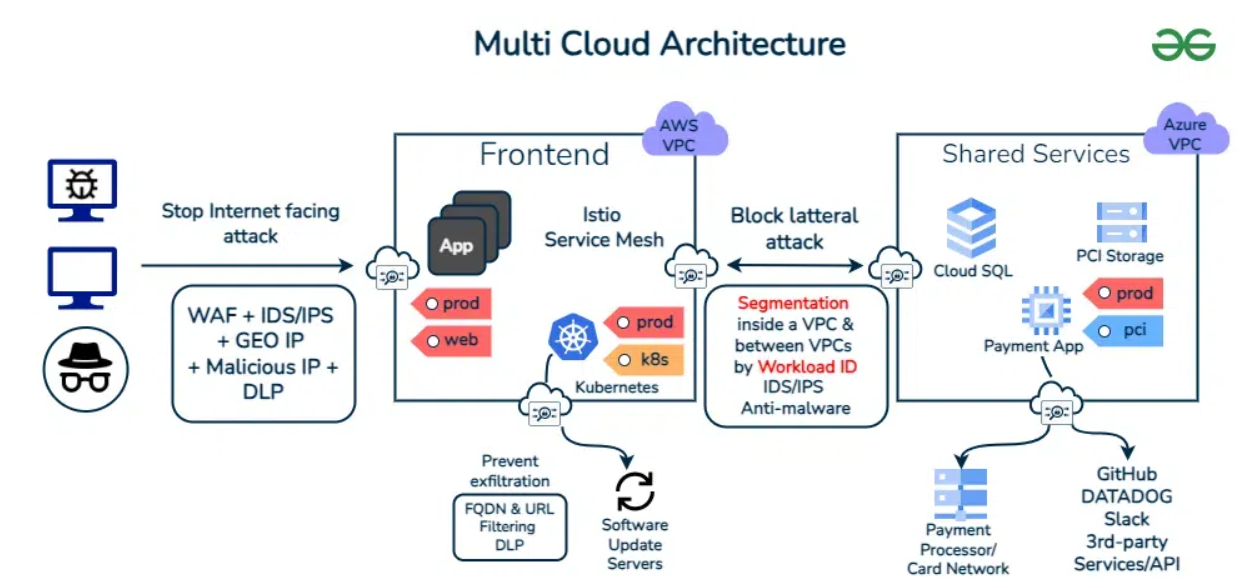 Multi Cloud Architecture
Stop Internet facing
attack
WAF + IDS/IPS
+ GEO IP
+ Malicious IP +
DLP
AWS
VPC
Frontend
App
Istio
Service Mesh
prod
web
prod
k8s
Kubernetes
Prevent
exfiltration
FQDN & URL
Filtering
DLP
Software
Update
Servers
Block latteral
attack
Segmentation
inside a VPC &
between VPCs
by Workload ID
IDS/IPS
Anti-malware
Azure
VPC
Shared Services
Cloud SQL
PCI Storage
prod
pci
Payment App
Payment
Processor/
Card Network
GitHub
DATADOG
Slack
3rd-party
Services/API